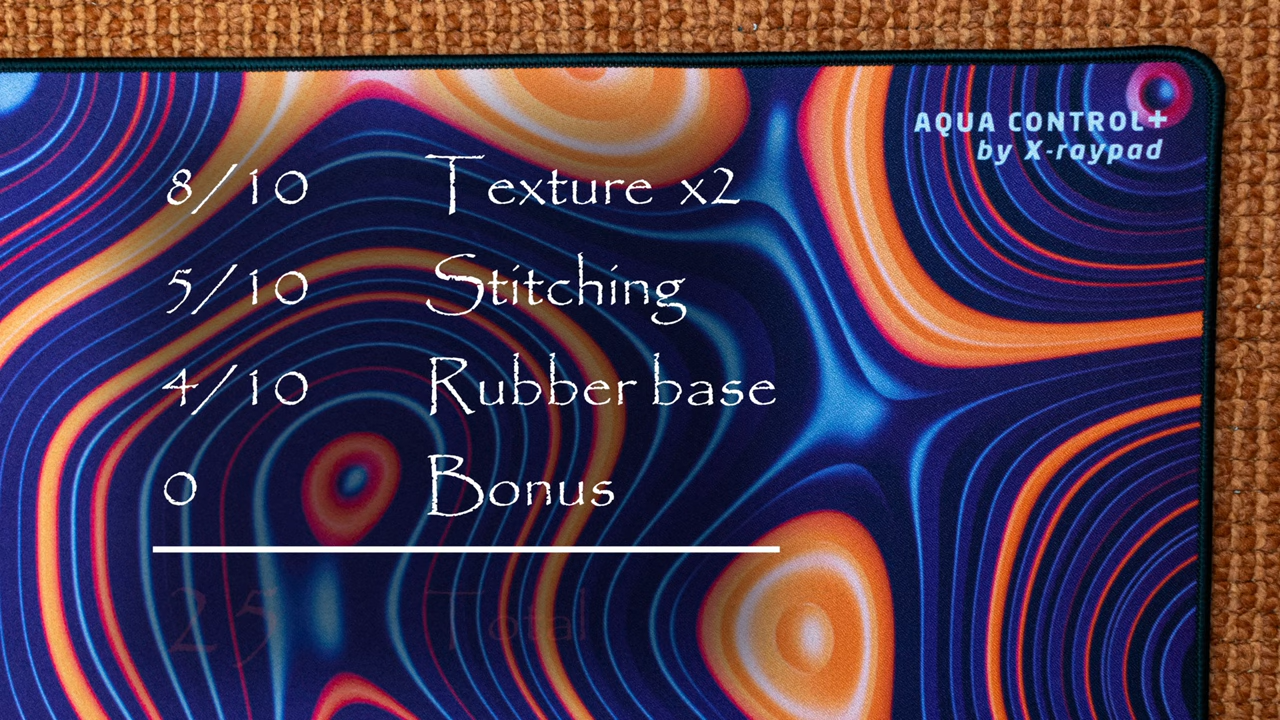 AQUA CONTROL+
by X-raypad
8/10 Texture x2
5/10 Stitching
4/10 Rubber base
0 Bonus
25 Total